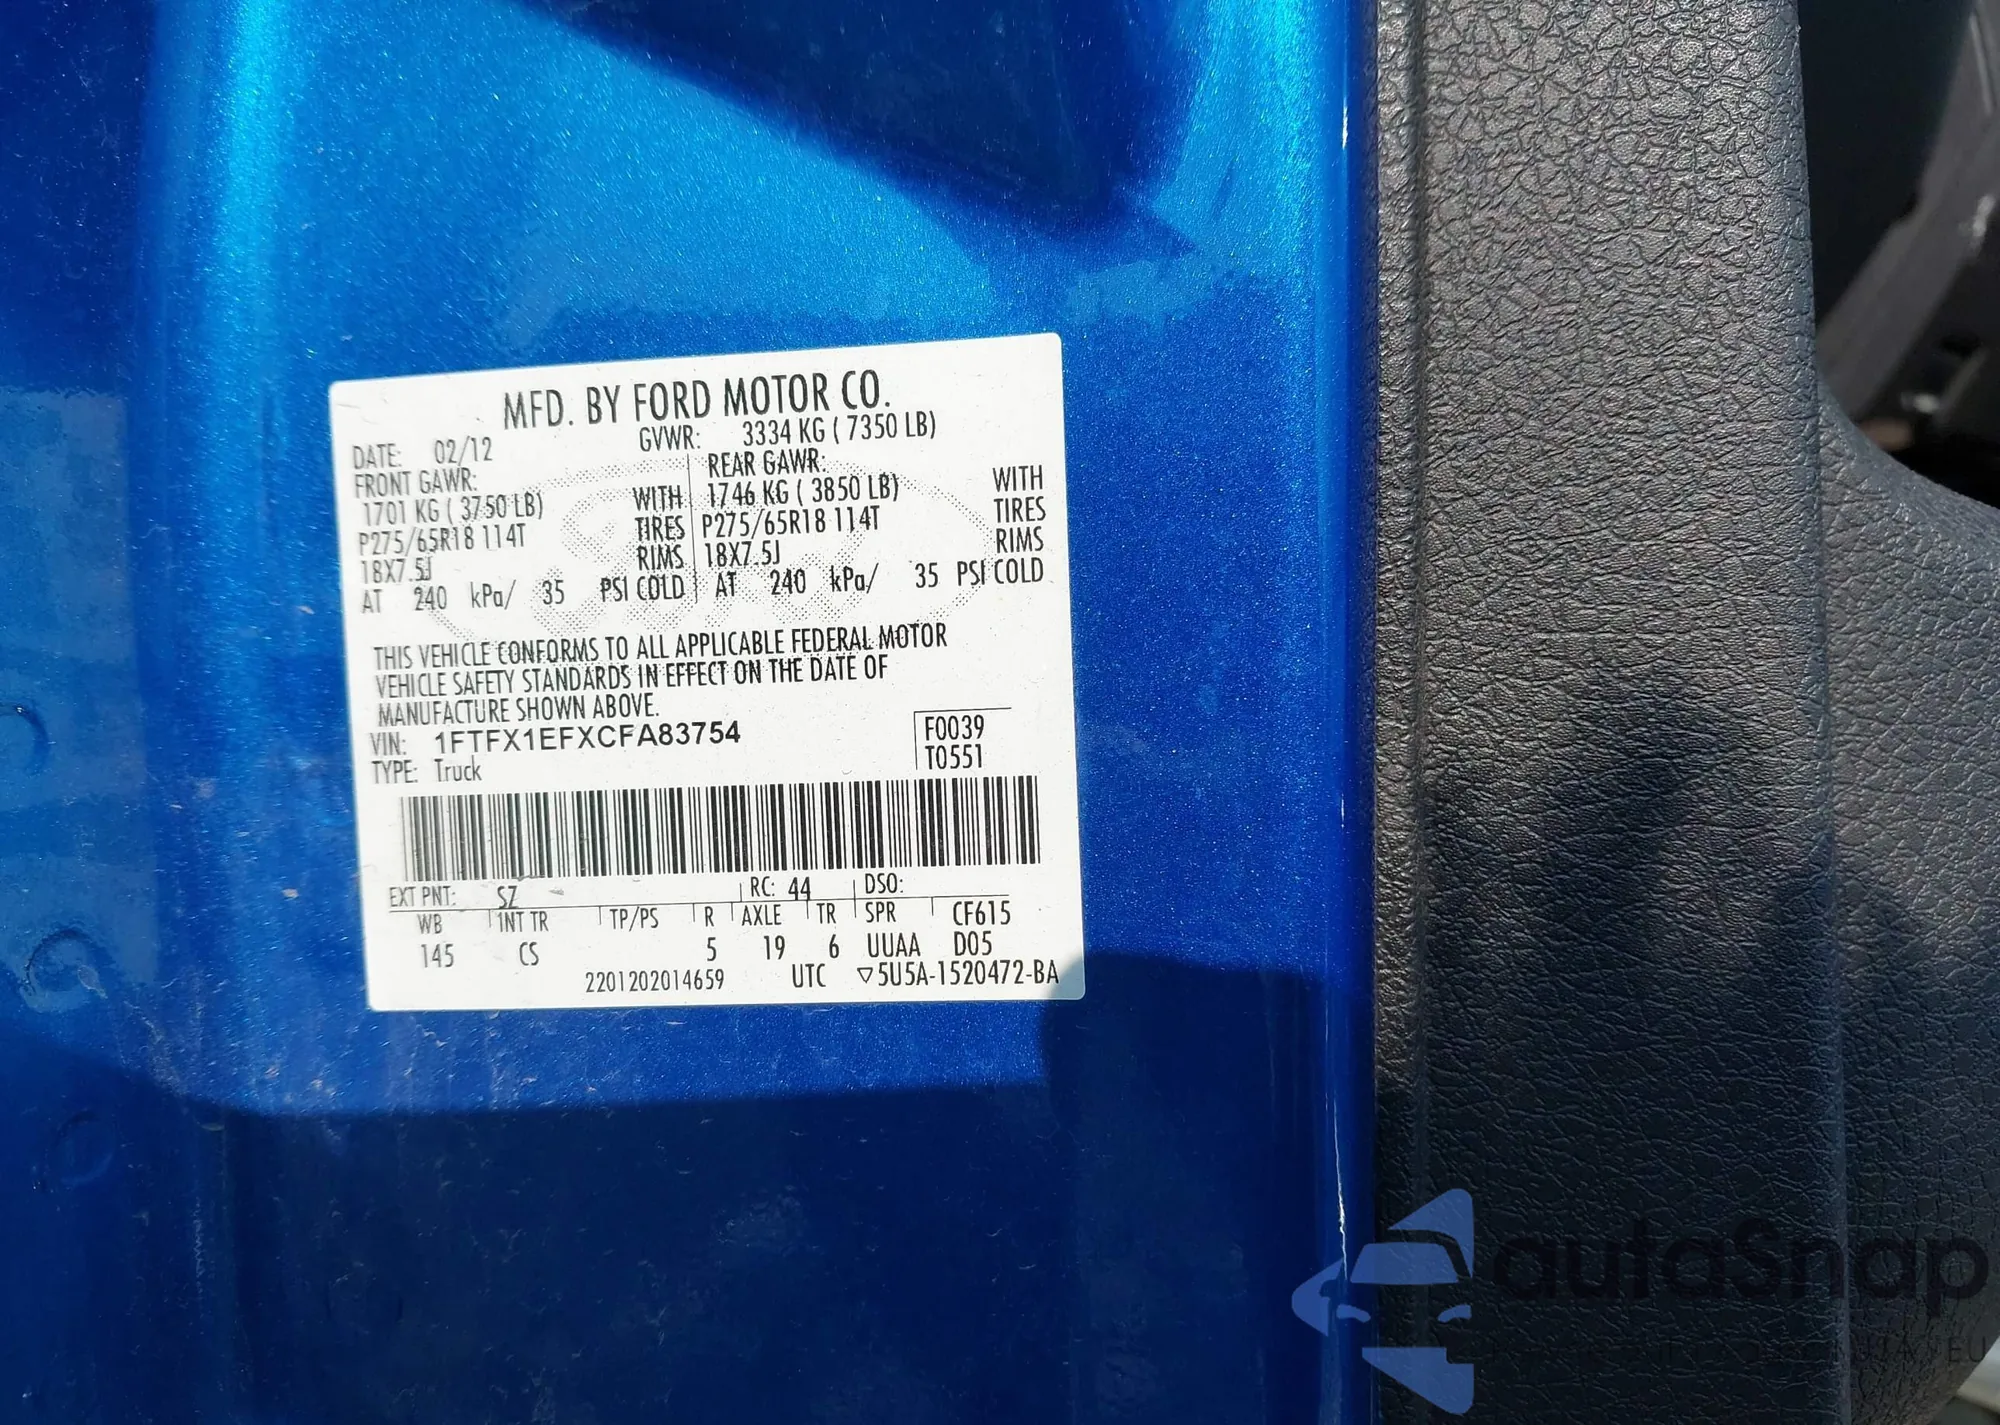 MFD. BY FORD MOTOR CO.
DATE: 02/12 GVWR: 3334 KG ( 7350 LB)
FRONT GAWR: REAR GAWR:
1701 KG ( 3750 LB) WITH 1746 KG ( 3850 LB) WITH
P275/65R18 114T TIRES P275/65R18 114T TIRES
18X7.5J RIMS 18X7.5J RIMS
AT 240 kPa/ 35 PSI COLD AT 240 kPa/ 35 PSI COLD
THIS VEHICLE CONFORMS TO ALL APPLICABLE FEDERAL MOTOR
VEHICLE SAFETY STANDARDS IN EFFECT ON THE DATE OF
MANUFACTURE SHOWN ABOVE.
VIN: 1FTFX1EFXCFA83754 F0039
TYPE: Truck T0551
EXT PNT: SZ RC: 44 DSO:
WB INT TR TP/PS R AXLE TR SPR CF615
145 CS 5 19 6 UUAA D05
2201202014659 UTC ▽5U5A-1520472-BA
autoSnap